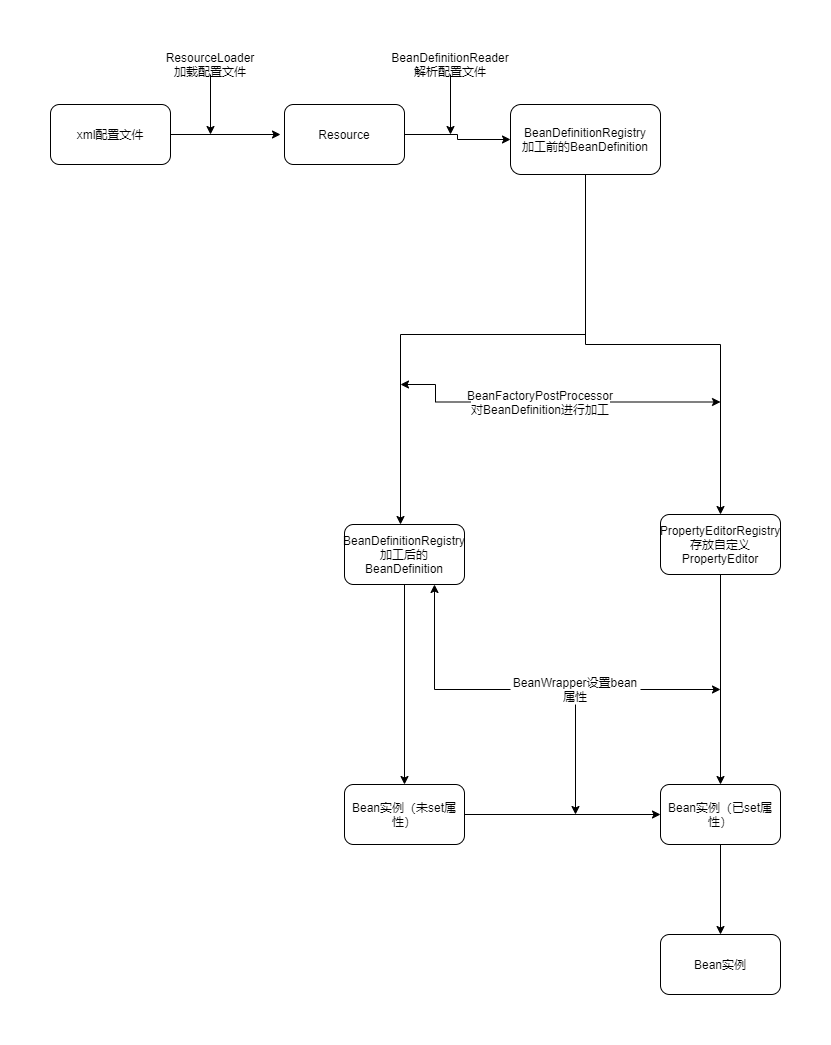 ResourceLoader
加载配置文件
BeanDefinitionReader
解析配置文件
xml配置文件
Resource
BeanDefinitionRegistry
加工前的BeanDefinition
BeanFactoryPostProcessor
对BeanDefinition进行加工
BeanDefinitionRegistry
加工后的
BeanDefinition
PropertyEditorRegistry
存放自定义
PropertyEditor
BeanWrapper设置bean
属性
Bean实例（未set属
性）
Bean实例（已set属
性）
Bean实例